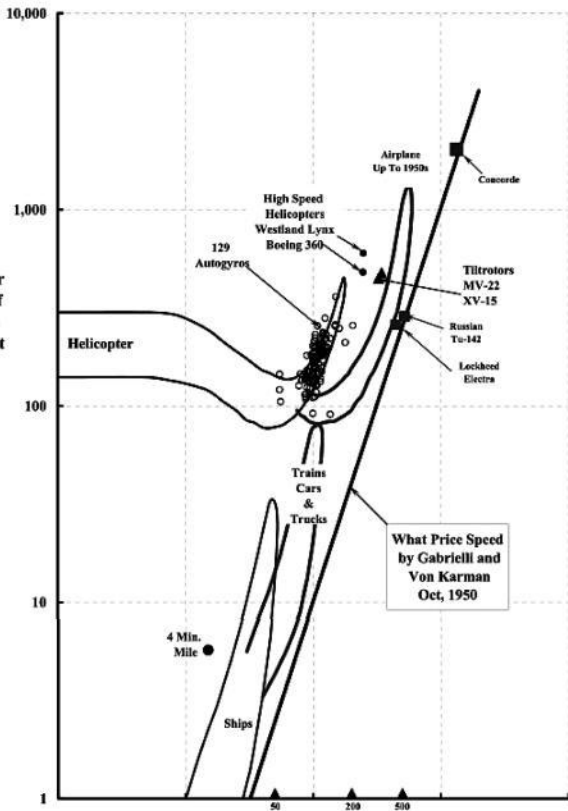 10,000
Airplane
Up To 1950s
Concorde
1,000
High Speed
Helicopters
Westland Lynx
Boeing 360
129
Autogyros
Tiltrotors
MV-22
XV-15
r
f
t
Helicopter
Russian
Tu-142
Lockheed
Electra
100
Trains
Cars
&
Trucks
What Price Speed
by Gabrielli and
Von Karman
Oct, 1950
10
4 Min.
Mile
Ships
1
50
200
500